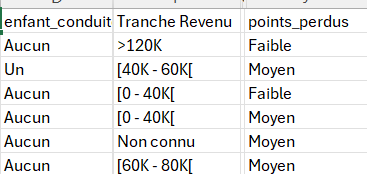 enfant_conduit Tranche Revenu points_perdus
Aucun >120K Faible
Un [40K - 60K[ Moyen
Aucun [0 - 40K[ Faible
Aucun [0 - 40K[ Moyen
Aucun Non connu Moyen
Aucun [60K - 80K[ Moyen